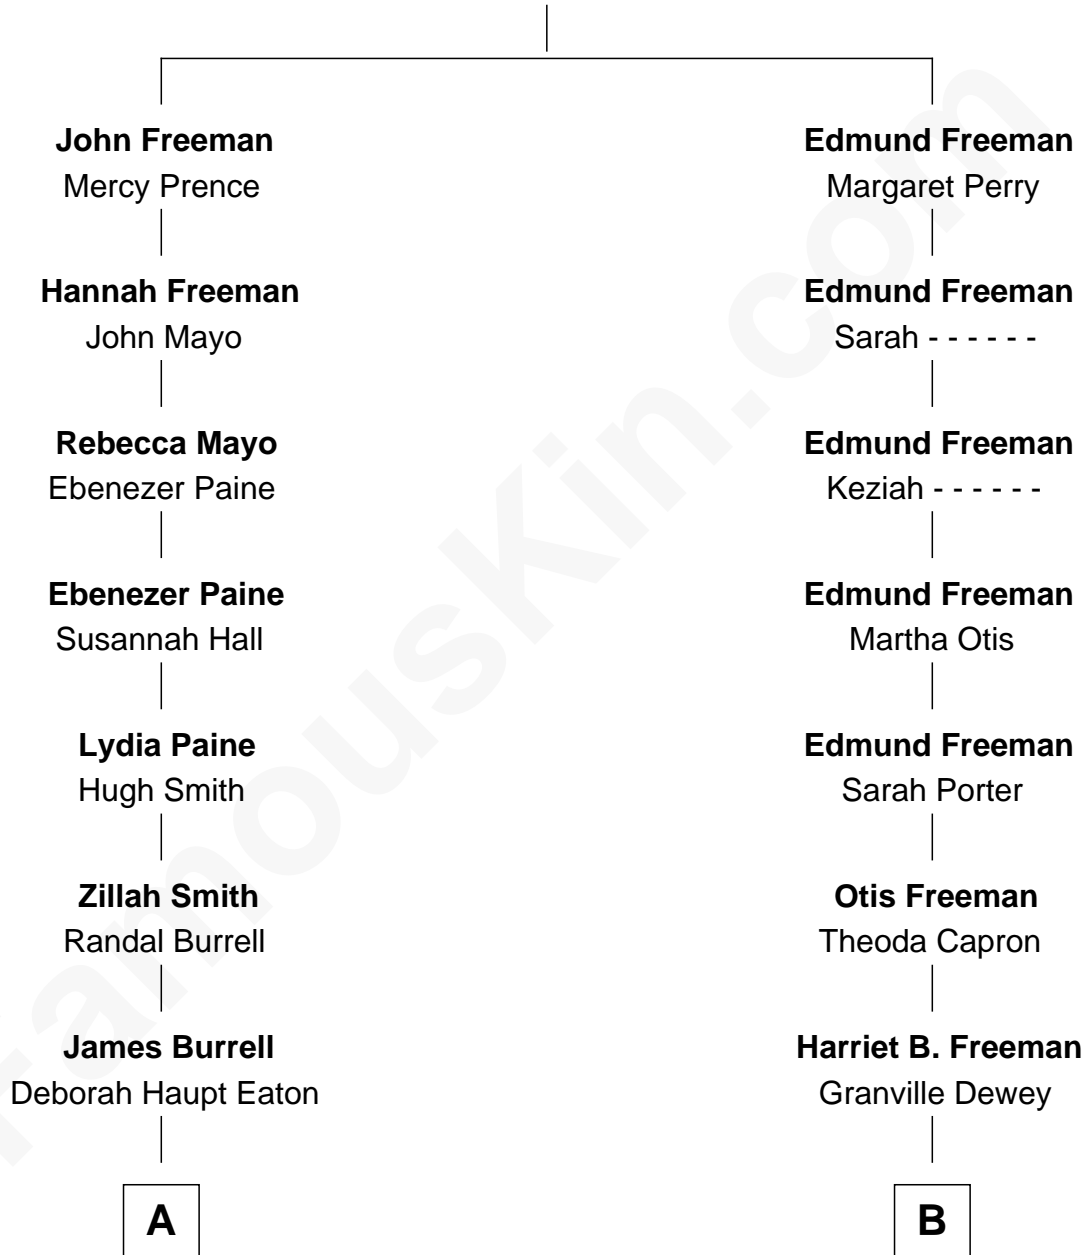 John Freeman
Mercy Prence
Hannah Freeman
John Mayo
Rebecca Mayo
Ebenezer Paine
Ebenezer Paine
Susannah Hall
Lydia Paine
Hugh Smith
Zillah Smith
Randal Burrell
James Burrell
Deborah Haupt Eaton
A
Edmund Freeman
Margaret Perry
Edmund Freeman
Sarah - - - - - -
Edmund Freeman
Keziah - - - - - -
Edmund Freeman
Martha Otis
Edmund Freeman
Sarah Porter
Otis Freeman
Theoda Capron
Harriet B. Freeman
Granville Dewey
B
FamousKin.com